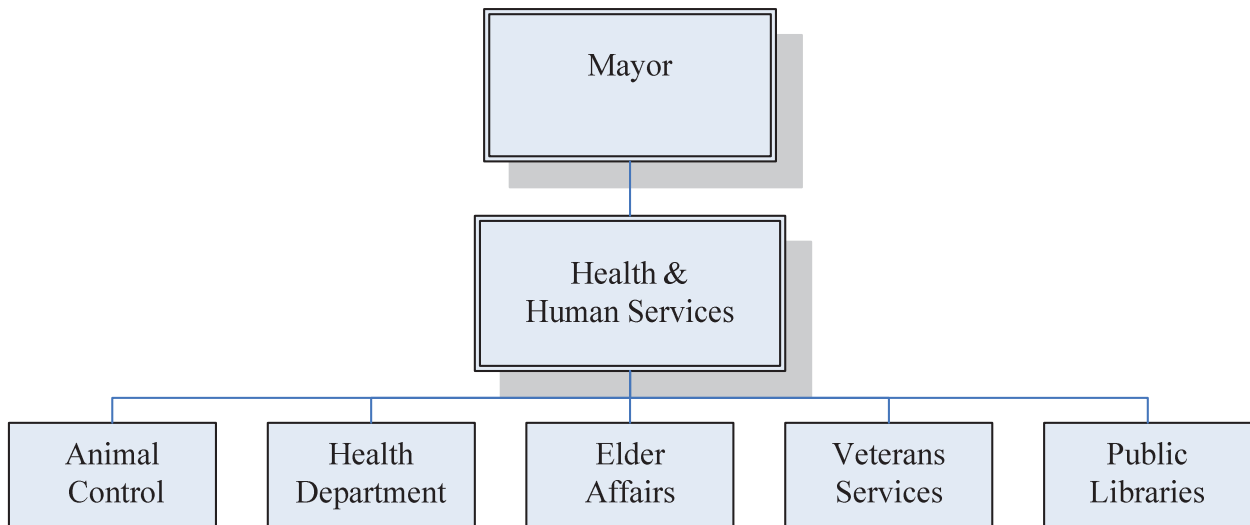 Mayor
Health &
Human Services
Animal
Control
Health
Department
Elder
Affairs
Veterans
Services
Public
Libraries